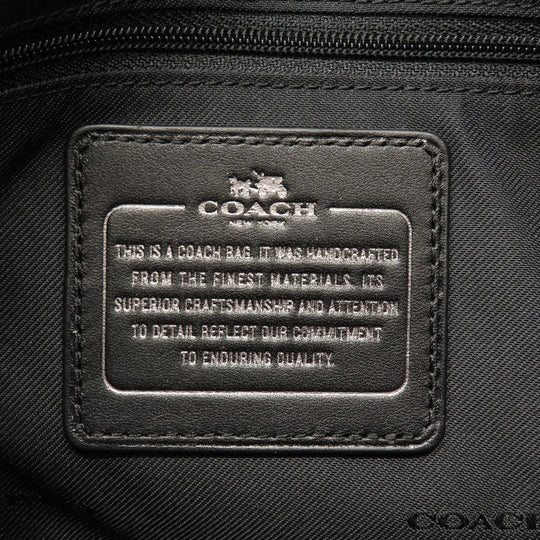 COACH
NEW YORK
THIS IS A COACH BAG. IT WAS HANDCRAFTED
FROM THE FINEST MATERIALS. ITS
SUPERIOR CRAFTSMANSHIP AND ATTENTION
TO DETAIL REFLECT OUR COMMITMENT
TO ENDURING QUALITY.
COACH